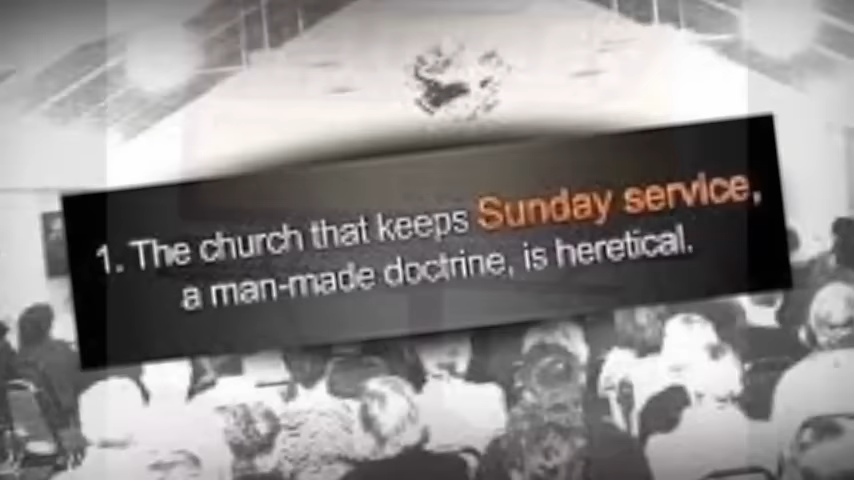 1. The church that keeps Sunday service,
a man-made doctrine, is heretical.